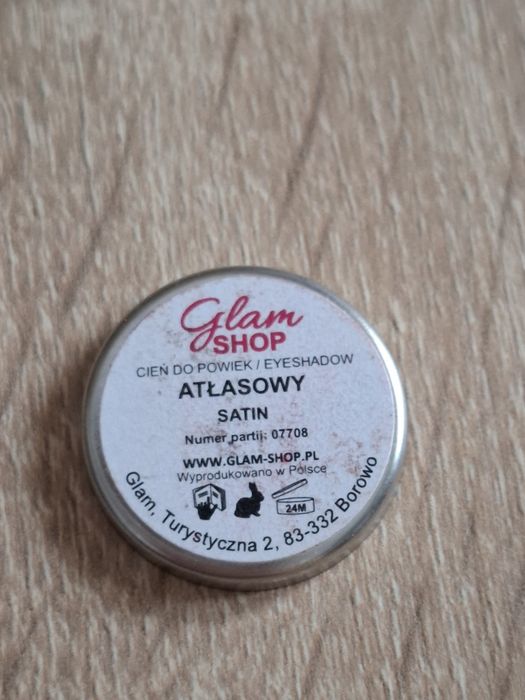 Glam
SHOP
CIEŃ DO POWIEK / EYESHADOW
ATŁASOWY
SATIN
Numer partii: 07708
WWW.GLAM-SHOP.PL
Wyprodukowano w Polsce
24M
Glam, Turystyczna 2, 83-332 Borowo